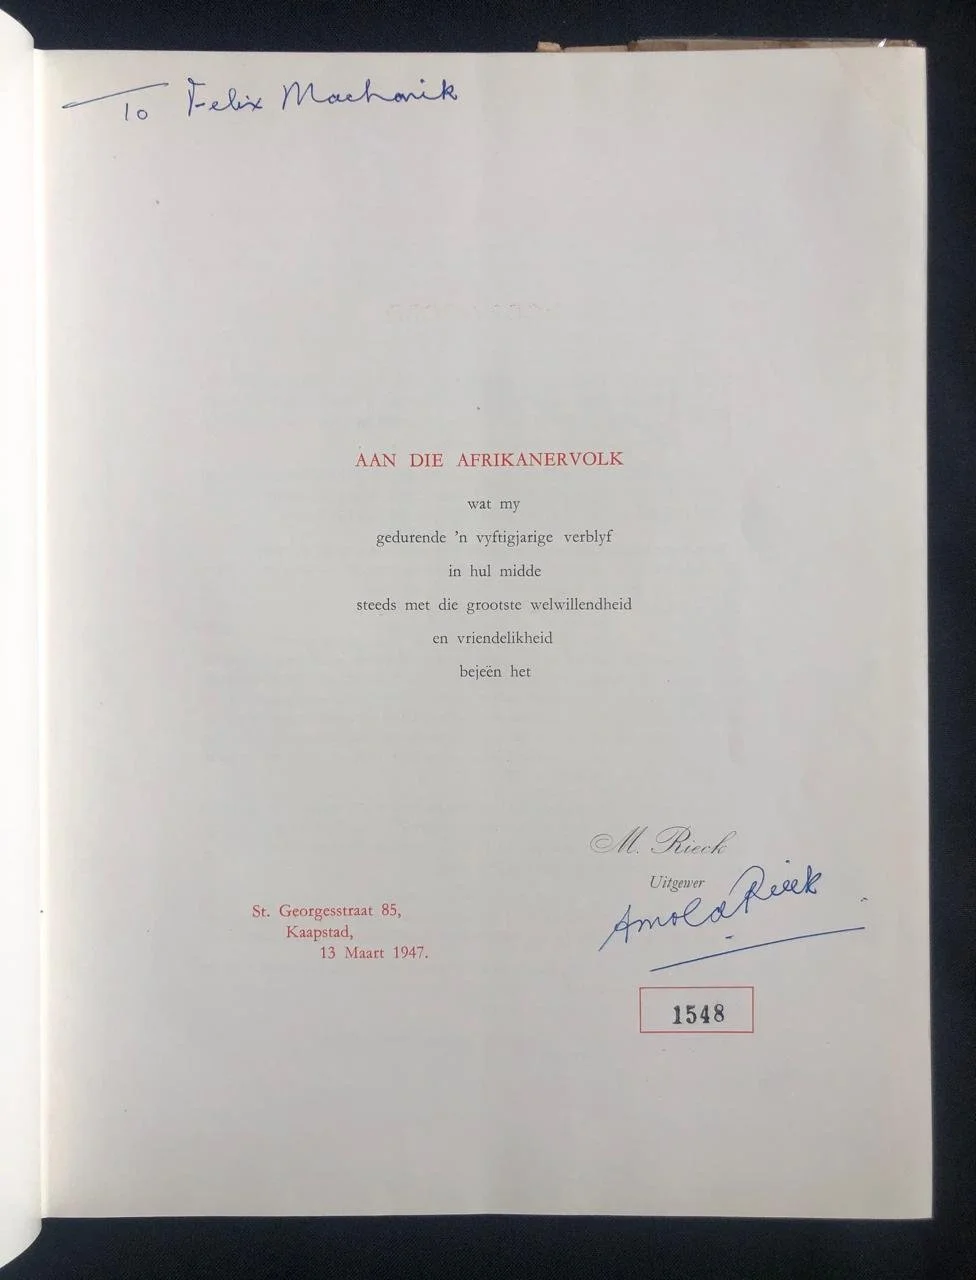 To Felix Machanik
AAN DIE AFRIKANERVOLK
wat my
gedurende 'n vyftigjarige verblyf
in hul midde
steeds met die grootste welwillendheid
en vriendelikheid
bejeën het
M. Rieck
Uitgewer
Arnold Rieck
St. Georgesstraat 85,
Kaapstad,
13 Maart 1947.
1548